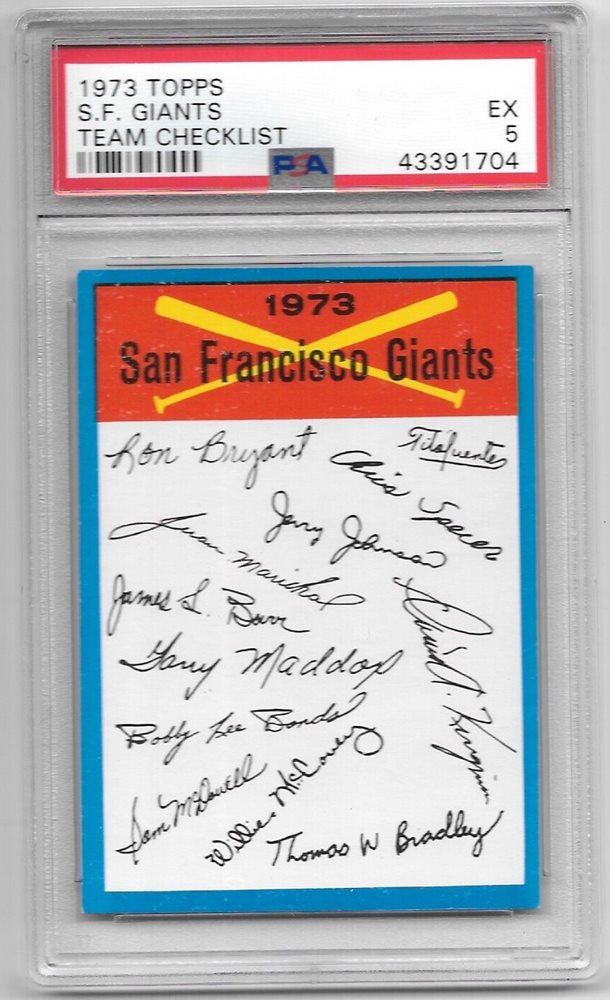 1973 TOPPS
S.F. GIANTS EX
TEAM CHECKLIST 5
PSA 43391704
1973
San Francisco Giants
Ron Bryant
Tito Fuentes
Chris Speier
Jerry Johnson
Juan Marichal
James L. Barr
David A. Kingman
Garry Maddox
Bobby Lee Bonds
Sam McDowell
Willie McCovey
Thomas W Bradley